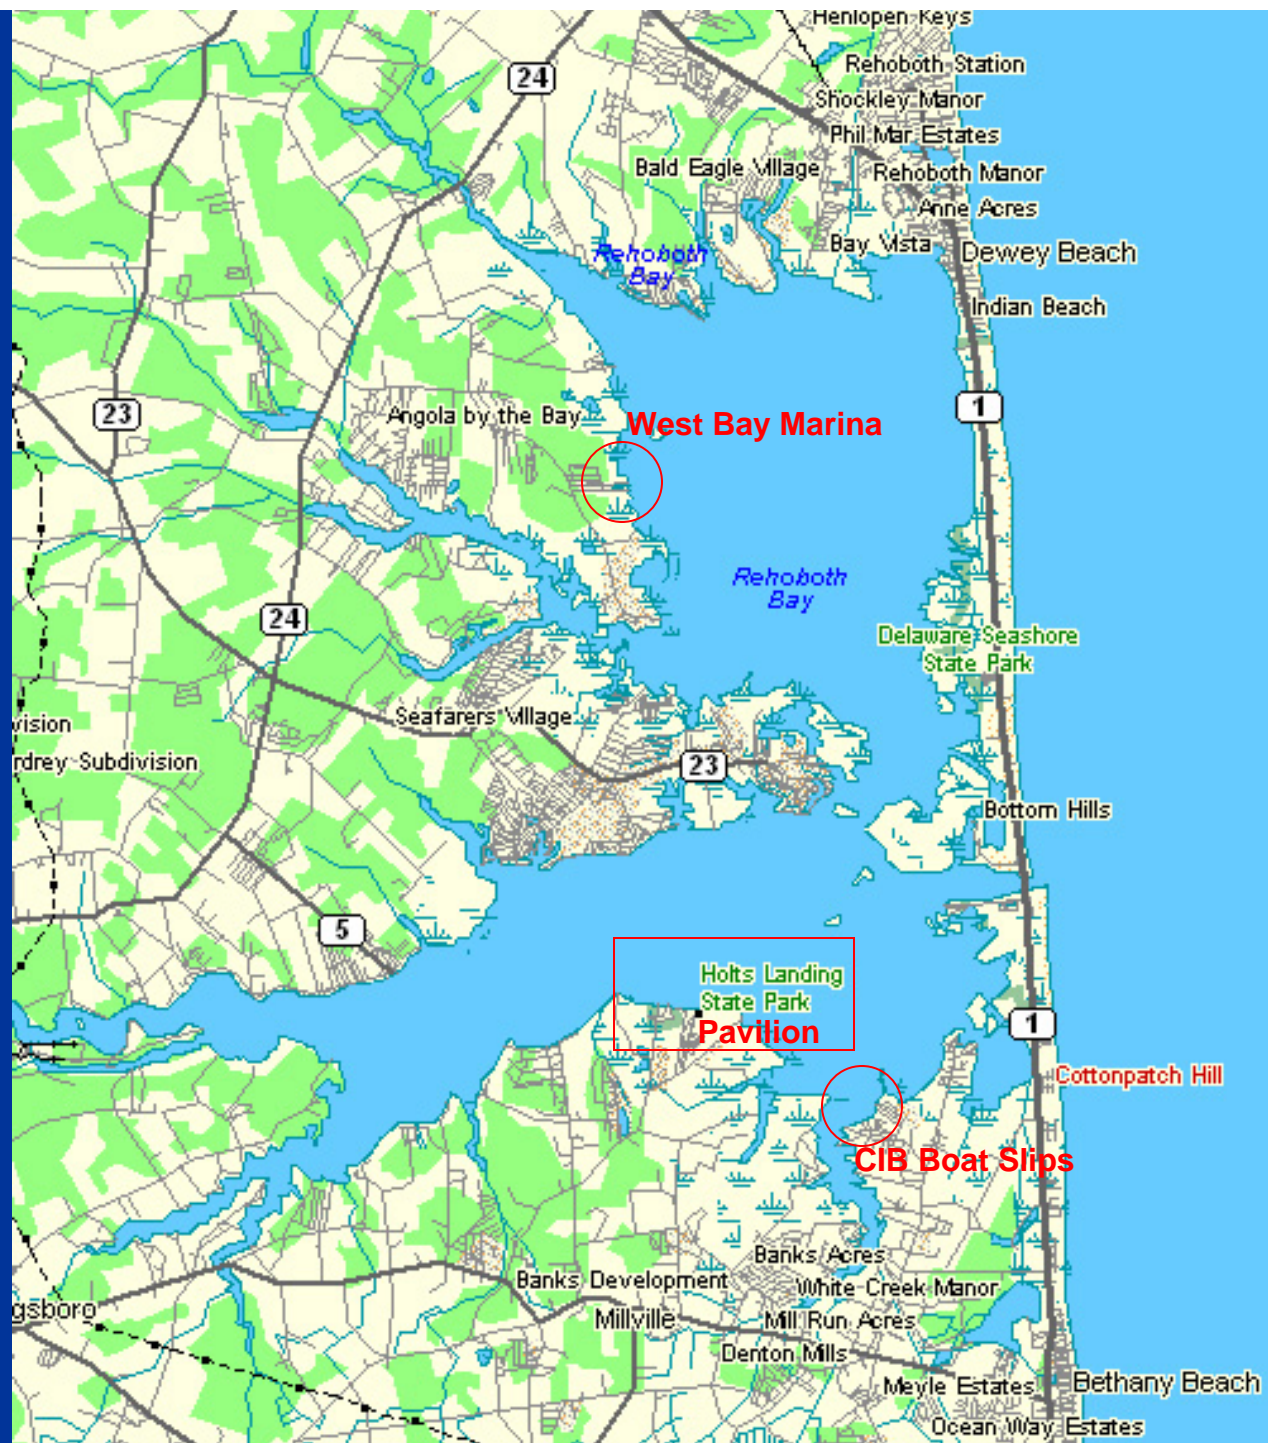 Henlopen Keys
Rehoboth Station
24
Shockley Manor
Phil Mar Estates
Bald Eagle Village
Rehoboth Manor
Anne Acres
Bay Vista
Dewey Beach
Rehoboth
Bay
Indian Beach
23
Angola by the Bay
1
West Bay Marina
Rehoboth
Bay
24
Delaware Seashore
State Park
vision
Seafarers Village
rdrey Subdivision
23
Bottom Hills
5
Holts Landing
State Park
Pavilion
1
Cottonpatch Hill
CIB Boat Slips
Banks Acres
Banks Development
White Creek Manor
gsboro
Millville
Mill Run Acres
Denton Mills
Meyle Estates
Bethany Beach
Ocean Way Estates